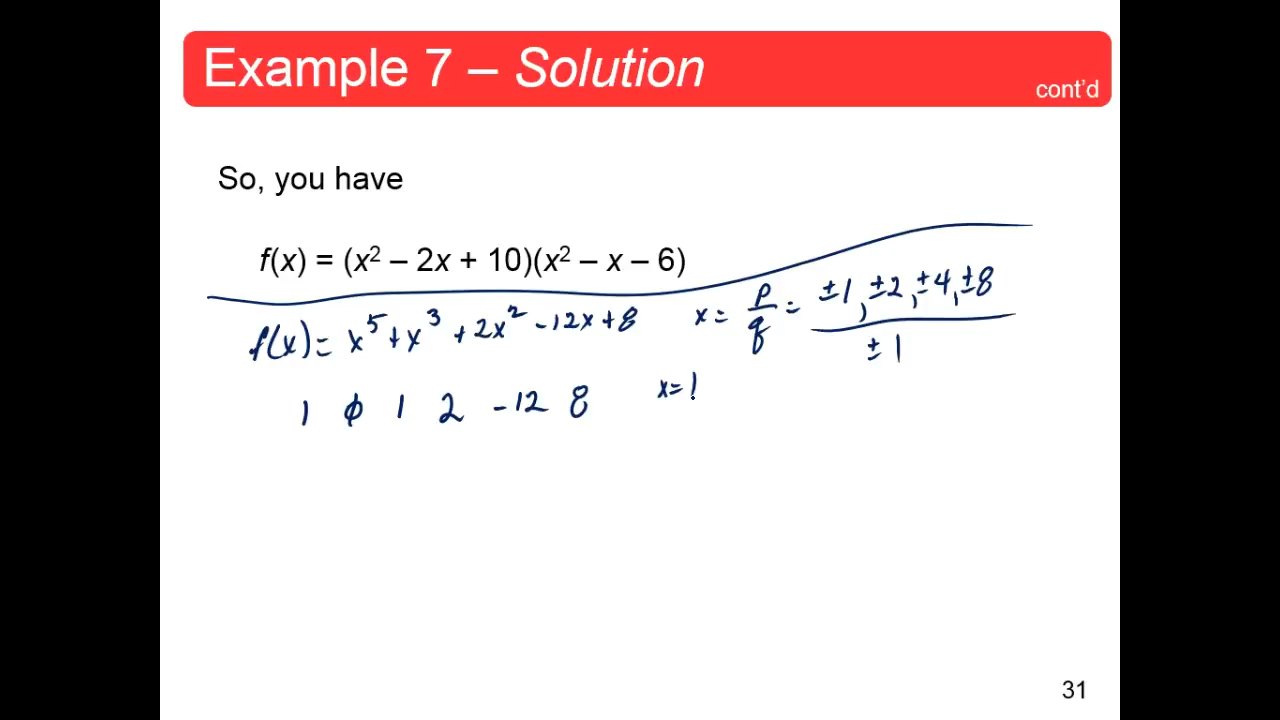 Example 7 – Solution
cont'd
So, you have
f(x) = (x² – 2x + 10)(x² – x – 6)
f(x) = x⁵ + x³ + 2x² - 12x + 8   x = p/q = ±1, ±2, ±4, ±8 / ±1
1 0 1 2 -12 8   x = 1
31